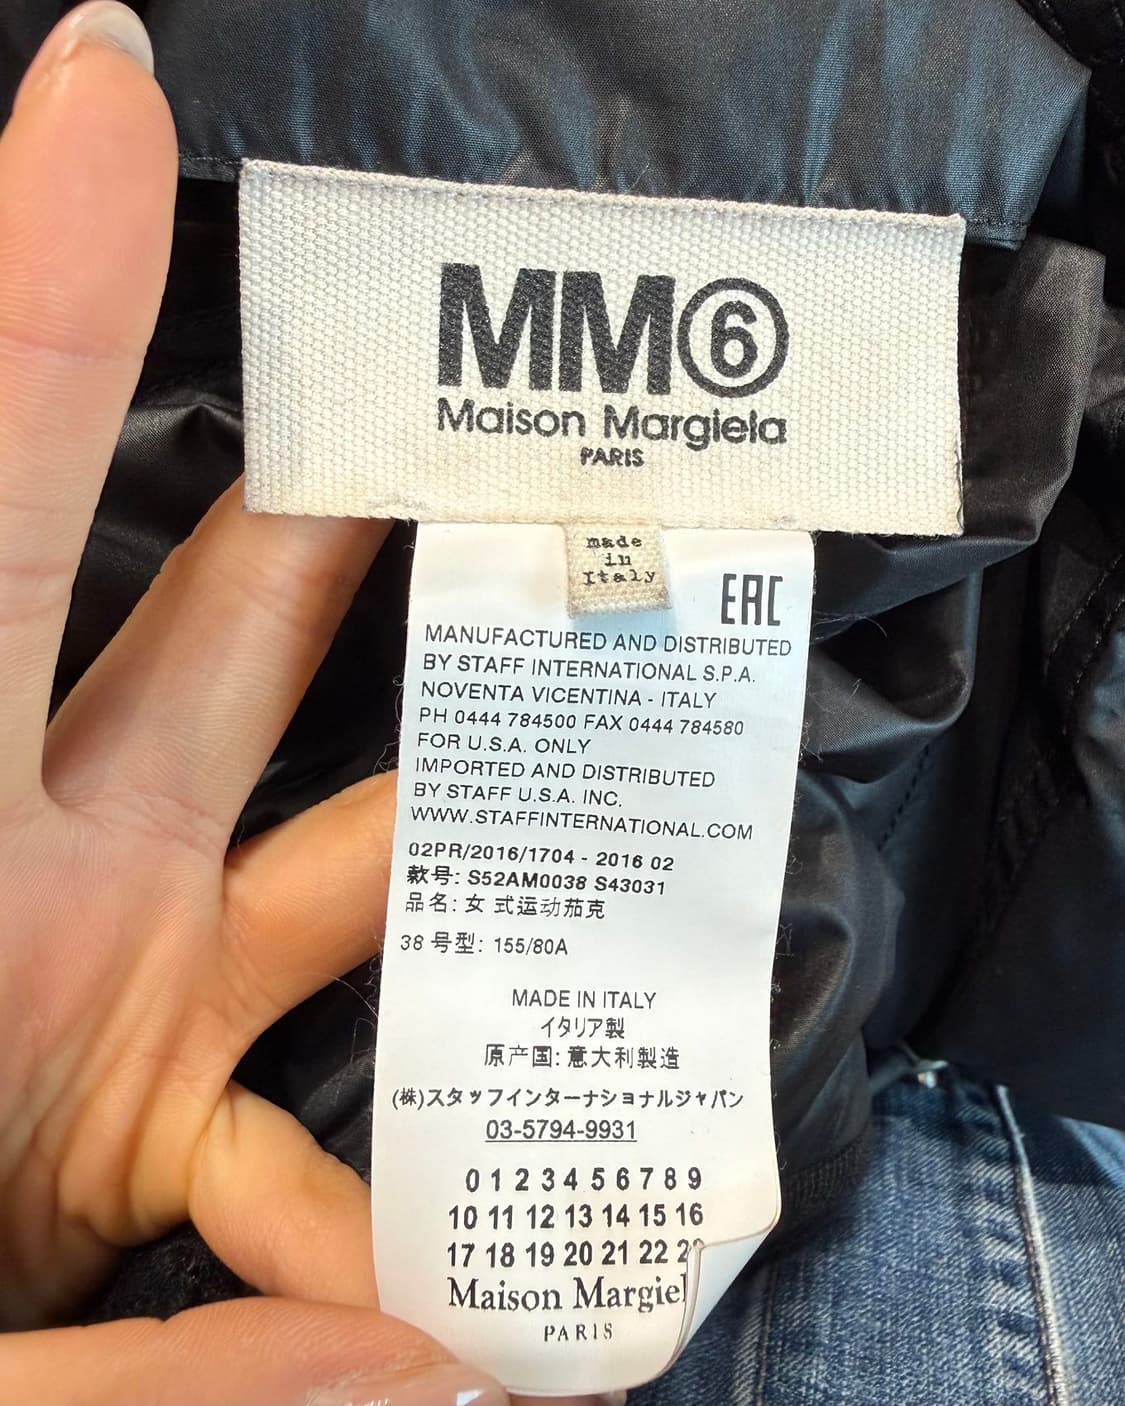 MM⑥
Maison Margiela
PARIS
made
in
Italy
EAC
MANUFACTURED AND DISTRIBUTED
BY STAFF INTERNATIONAL S.P.A.
NOVENTA VICENTINA - ITALY
PH 0444 784500 FAX 0444 784580
FOR U.S.A. ONLY
IMPORTED AND DISTRIBUTED
BY STAFF U.S.A. INC.
WWW.STAFFINTERNATIONAL.COM
02PR/2016/1704 - 2016 02
款号: S52AM0038 S43031
品名: 女 式运动茄克
38 号型: 155/80A
MADE IN ITALY
イタリア製
原产国: 意大利製造
(株)スタッフインターナショナルジャパン
03-5794-9931
0 1 2 3 4 5 6 7 8 9
10 11 12 13 14 15 16
17 18 19 20 21 22
Maison
PARIS